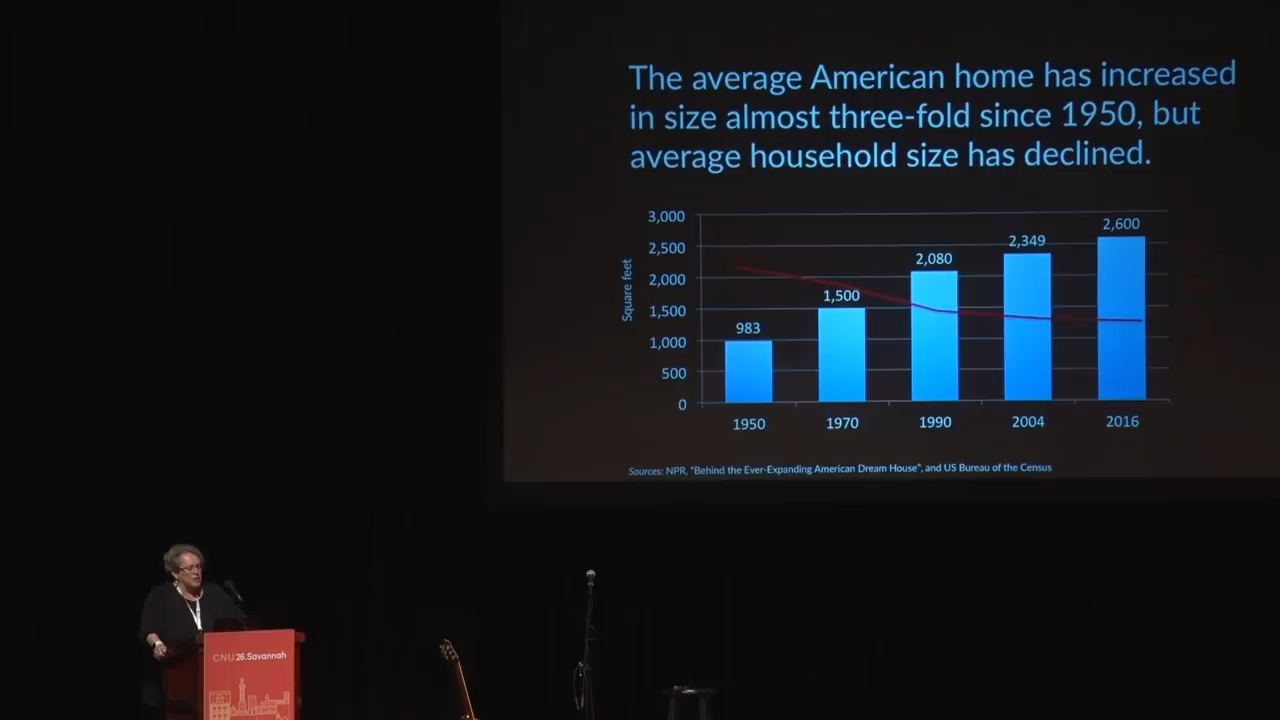 The average American home has increased
in size almost three-fold since 1950, but
average household size has declined.
3,000
2,500
2,000
1,500
1,000
500
0
Square feet
983
1,500
2,080
2,349
2,600
1950
1970
1990
2004
2016
Sources: NPR, "Behind the Ever-Expanding American Dream House", and US Bureau of the Census
CNU 26.Savannah